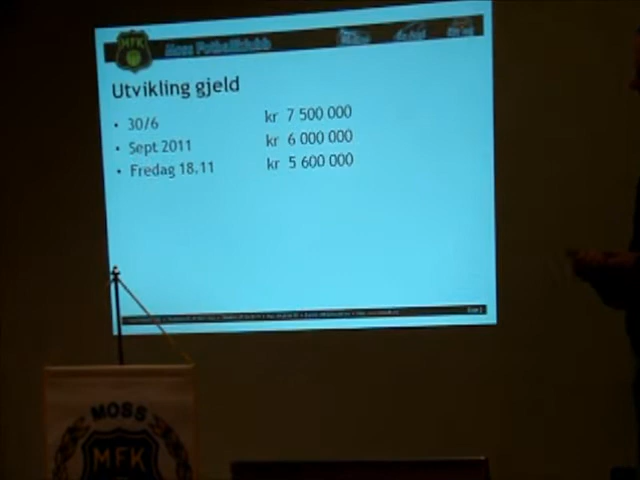 MFK
Moss Fotballklubb
Utvikling gjeld
• 30/6 kr 7 500 000
• Sept 2011 kr 6 000 000
• Fredag 18.11 kr 5 600 000
MOSS
MFK